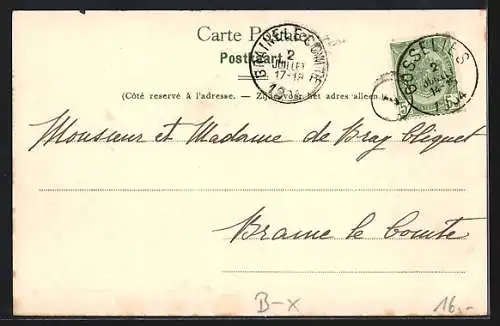 Carte Postale
Postkaart
BRAINE-LE-COMTE
2
JUILLET
17-18
(Côté reservé à l'adresse. — Zijde voor het adres alleen
GOSSELIES
2
JUILLET
Monsieur et Madame de Bray Cliquet
Braine le Comte
B-X
16,-